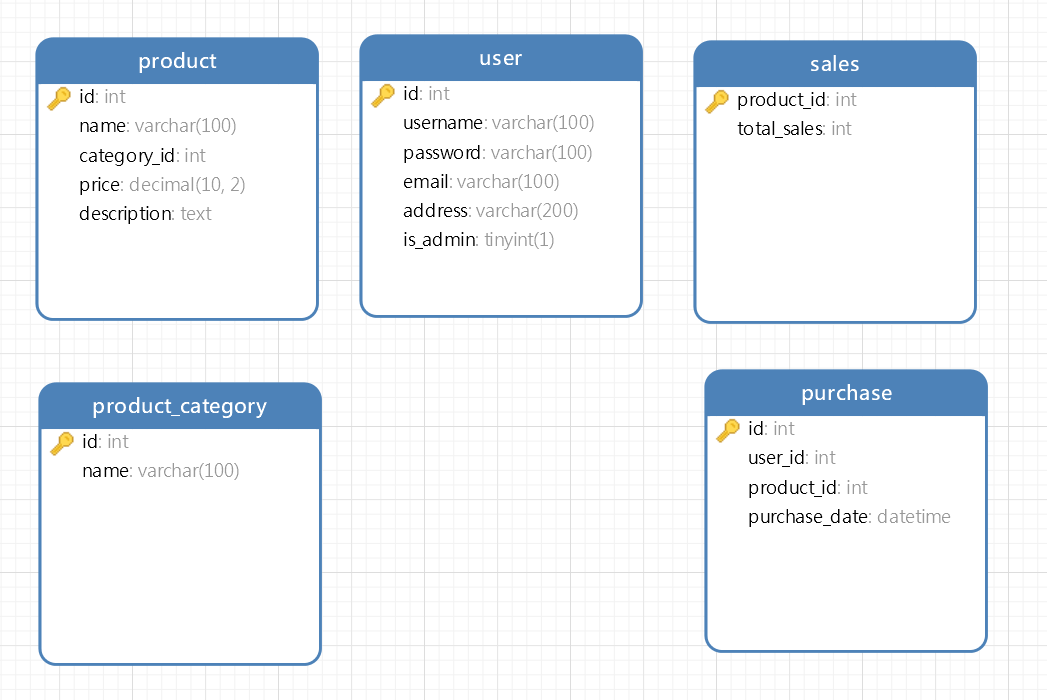 product
id: int
name: varchar(100)
category_id: int
price: decimal(10, 2)
description: text
user
id: int
username: varchar(100)
password: varchar(100)
email: varchar(100)
address: varchar(200)
is_admin: tinyint(1)
sales
product_id: int
total_sales: int
product_category
id: int
name: varchar(100)
purchase
id: int
user_id: int
product_id: int
purchase_date: datetime